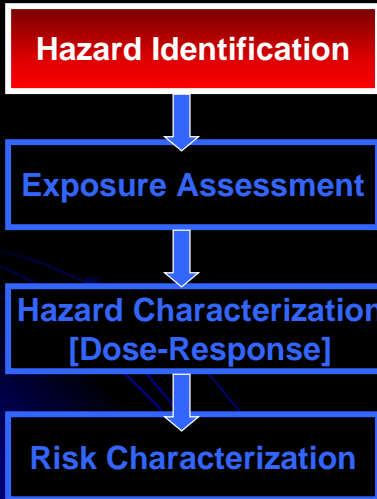 Hazard Identification
Exposure Assessment
Hazard Characterization
[Dose-Response]
Risk Characterization